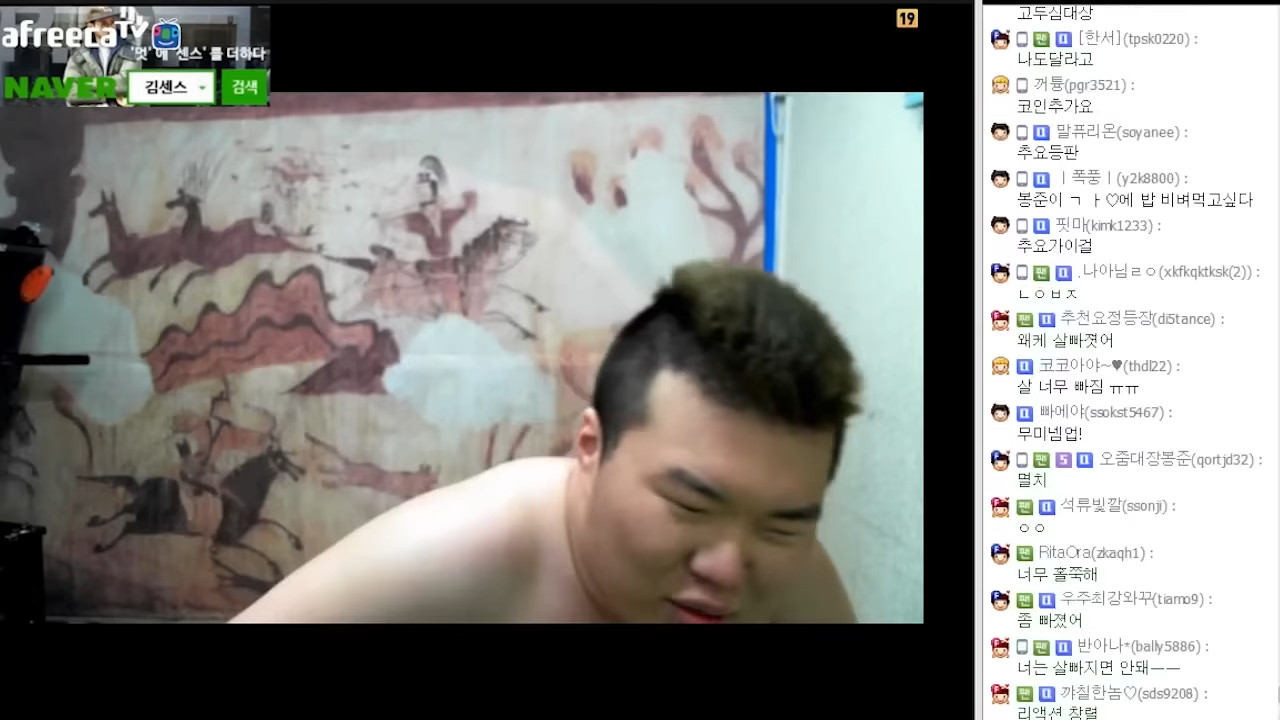 afreecaTV
'멋'에 '센스'를 더하다
NAVER 김센스 검색
19
고두심대상
[한서](tpsk0220) :
나도달라고
꺼튱(pgr3521) :
코인추가요
말퓨리온(soyanee) :
추요등판
ㅣ폭풍ㅣ(y2k8800) :
봉준이 ㄱ ㅏ♡에 밥 비벼먹고싶다
핏마(kimk1233) :
추요가이걸
.나아님ㄹㅇ(xkfkqktksk(2)) :
ㄴㅇㅂㅈ
추천요정등장(di5tance) :
왜케 살빠졋어
코코아야~♥(thdl22) :
살 너무 빠짐 ㅠㅠ
빠에야(ssokst5467) :
무미넴업!
오줌대장봉준(qortjd32) :
멸치
석류빛깔(ssonji) :
ㅇㅇ
RitaOra(zkaqh1) :
너무 홀쭉해
우주최강와꾸(tiamo9) :
좀 빠졌어
반아나*(bally5886) :
너는 살빠지면 안돼ㅡㅡ
꺄칠한놈♡(sds9208) :
리액션 창렬